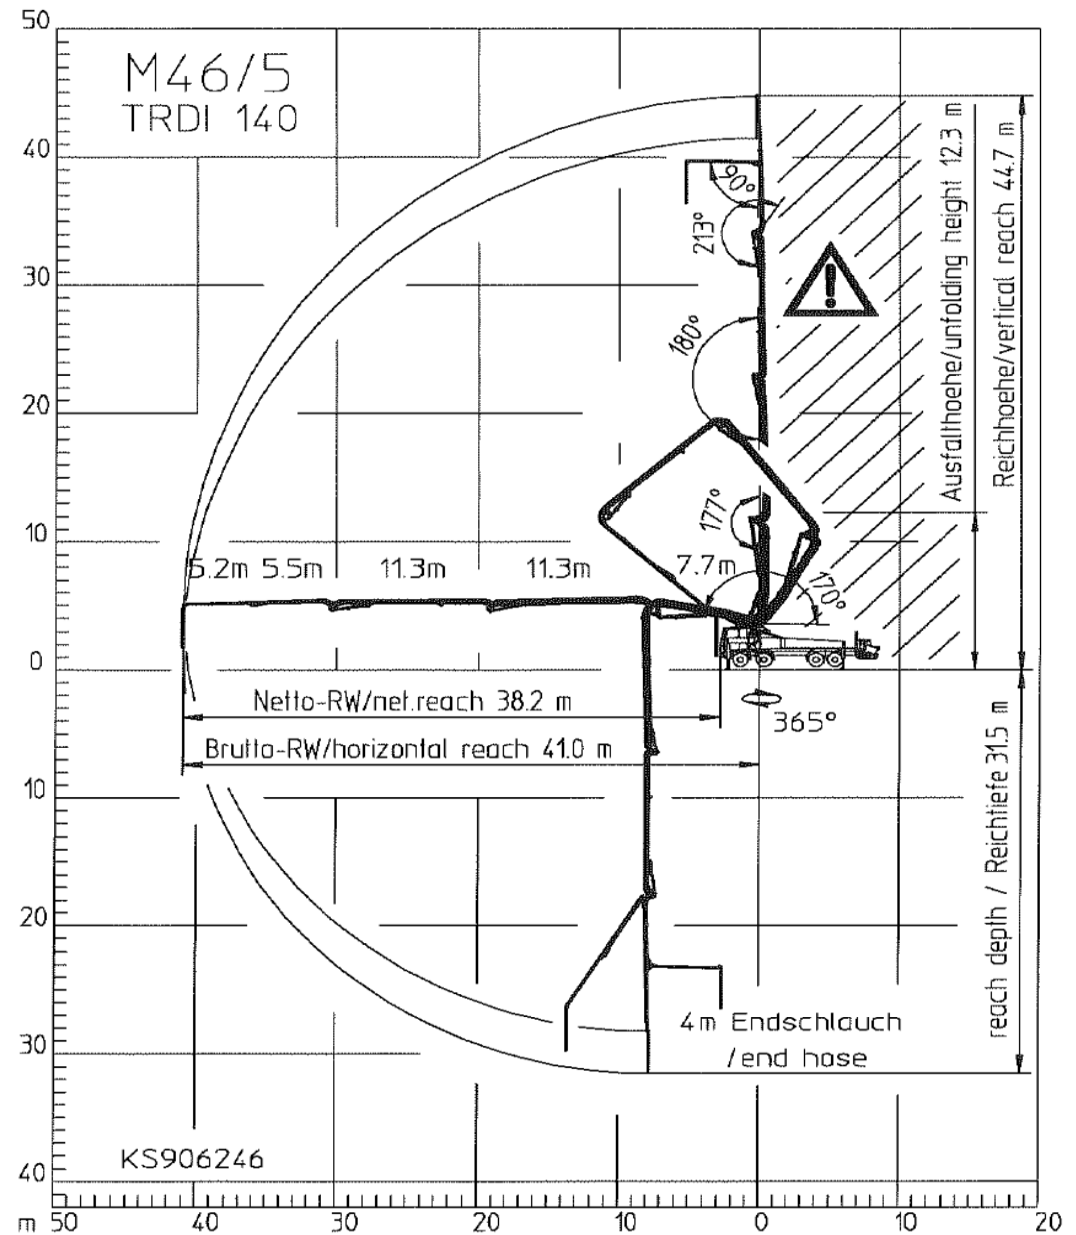 50
M46/5
TRDI 140
40
90°
213°
30
180°
20
177°
10
5.2m 5.5m 11.3m 11.3m 7.7m
170°
0
Netto-RW/net.reach 38.2 m
365°
Brutto-RW/horizontal reach 41.0 m
10
20
4m Endschlauch
/end hose
30
KS906246
40
m 50 40 30 20 10 0 10 20
Ausfalthoehe/unfolding height 12.3 m
Reichhoehe/vertical reach 44.7 m
reach depth / Reichtiefe 31.5 m
!